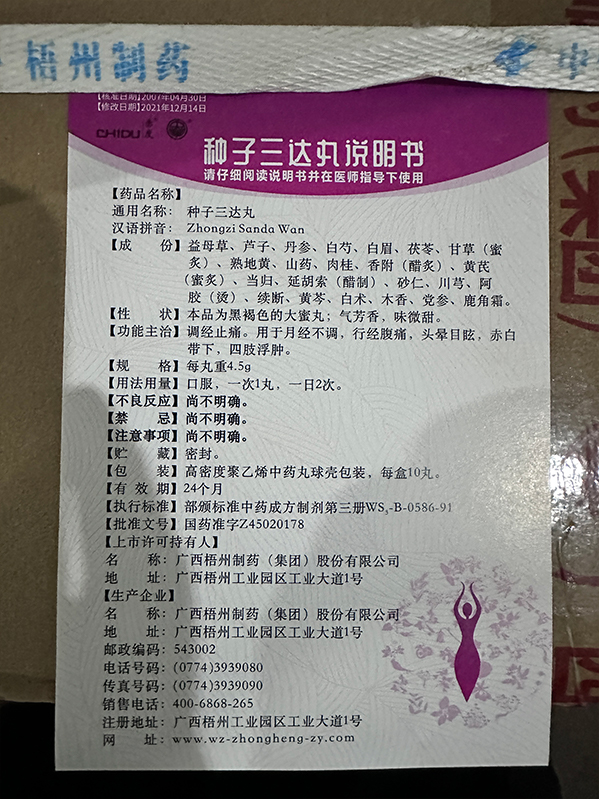 梧州制药
中
【核准日期】2007年04月30日
【修改日期】2021年12月14日
CHIDU
种子三达丸说明书
请仔细阅读说明书并在医师指导下使用
【药品名称】
通用名称: 种子三达丸
汉语拼音: Zhongzi Sanda Wan
【成 份】益母草、芦子、丹参、白芍、白眉、茯苓、甘草（蜜
炙）、熟地黄、山药、肉桂、香附（醋炙）、黄芪
（蜜炙）、当归、延胡索（醋制）、砂仁、川芎、阿
胶（烫）、续断、黄芩、白术、木香、党参、鹿角霜。
【性 状】本品为黑褐色的大蜜丸；气芳香，味微甜。
【功能主治】调经止痛。用于月经不调，行经腹痛，头晕目眩，赤白
带下，四肢浮肿。
【规 格】每丸重4.5g
【用法用量】口服，一次1丸，一日2次。
【不良反应】尚不明确。
【禁 忌】尚不明确。
【注意事项】尚不明确。
【贮 藏】密封。
【包 装】高密度聚乙烯中药丸球壳包装，每盒10丸。
【有 效 期】24个月
【执行标准】部颁标准中药成方制剂第三册WS₃-B-0586-91
【批准文号】国药准字Z45020178
【上市许可持有人】
名 称: 广西梧州制药（集团）股份有限公司
地 址: 广西梧州工业园区工业大道1号
【生产企业】
名 称: 广西梧州制药（集团）股份有限公司
地 址: 广西梧州工业园区工业大道1号
邮政编码: 543002
电话号码: (0774)3939080
传真号码: (0774)3939090
销售电话: 400-6868-265
注册地址: 广西梧州工业园区工业大道1号
网 址: www.wz-zhongheng-zy.com